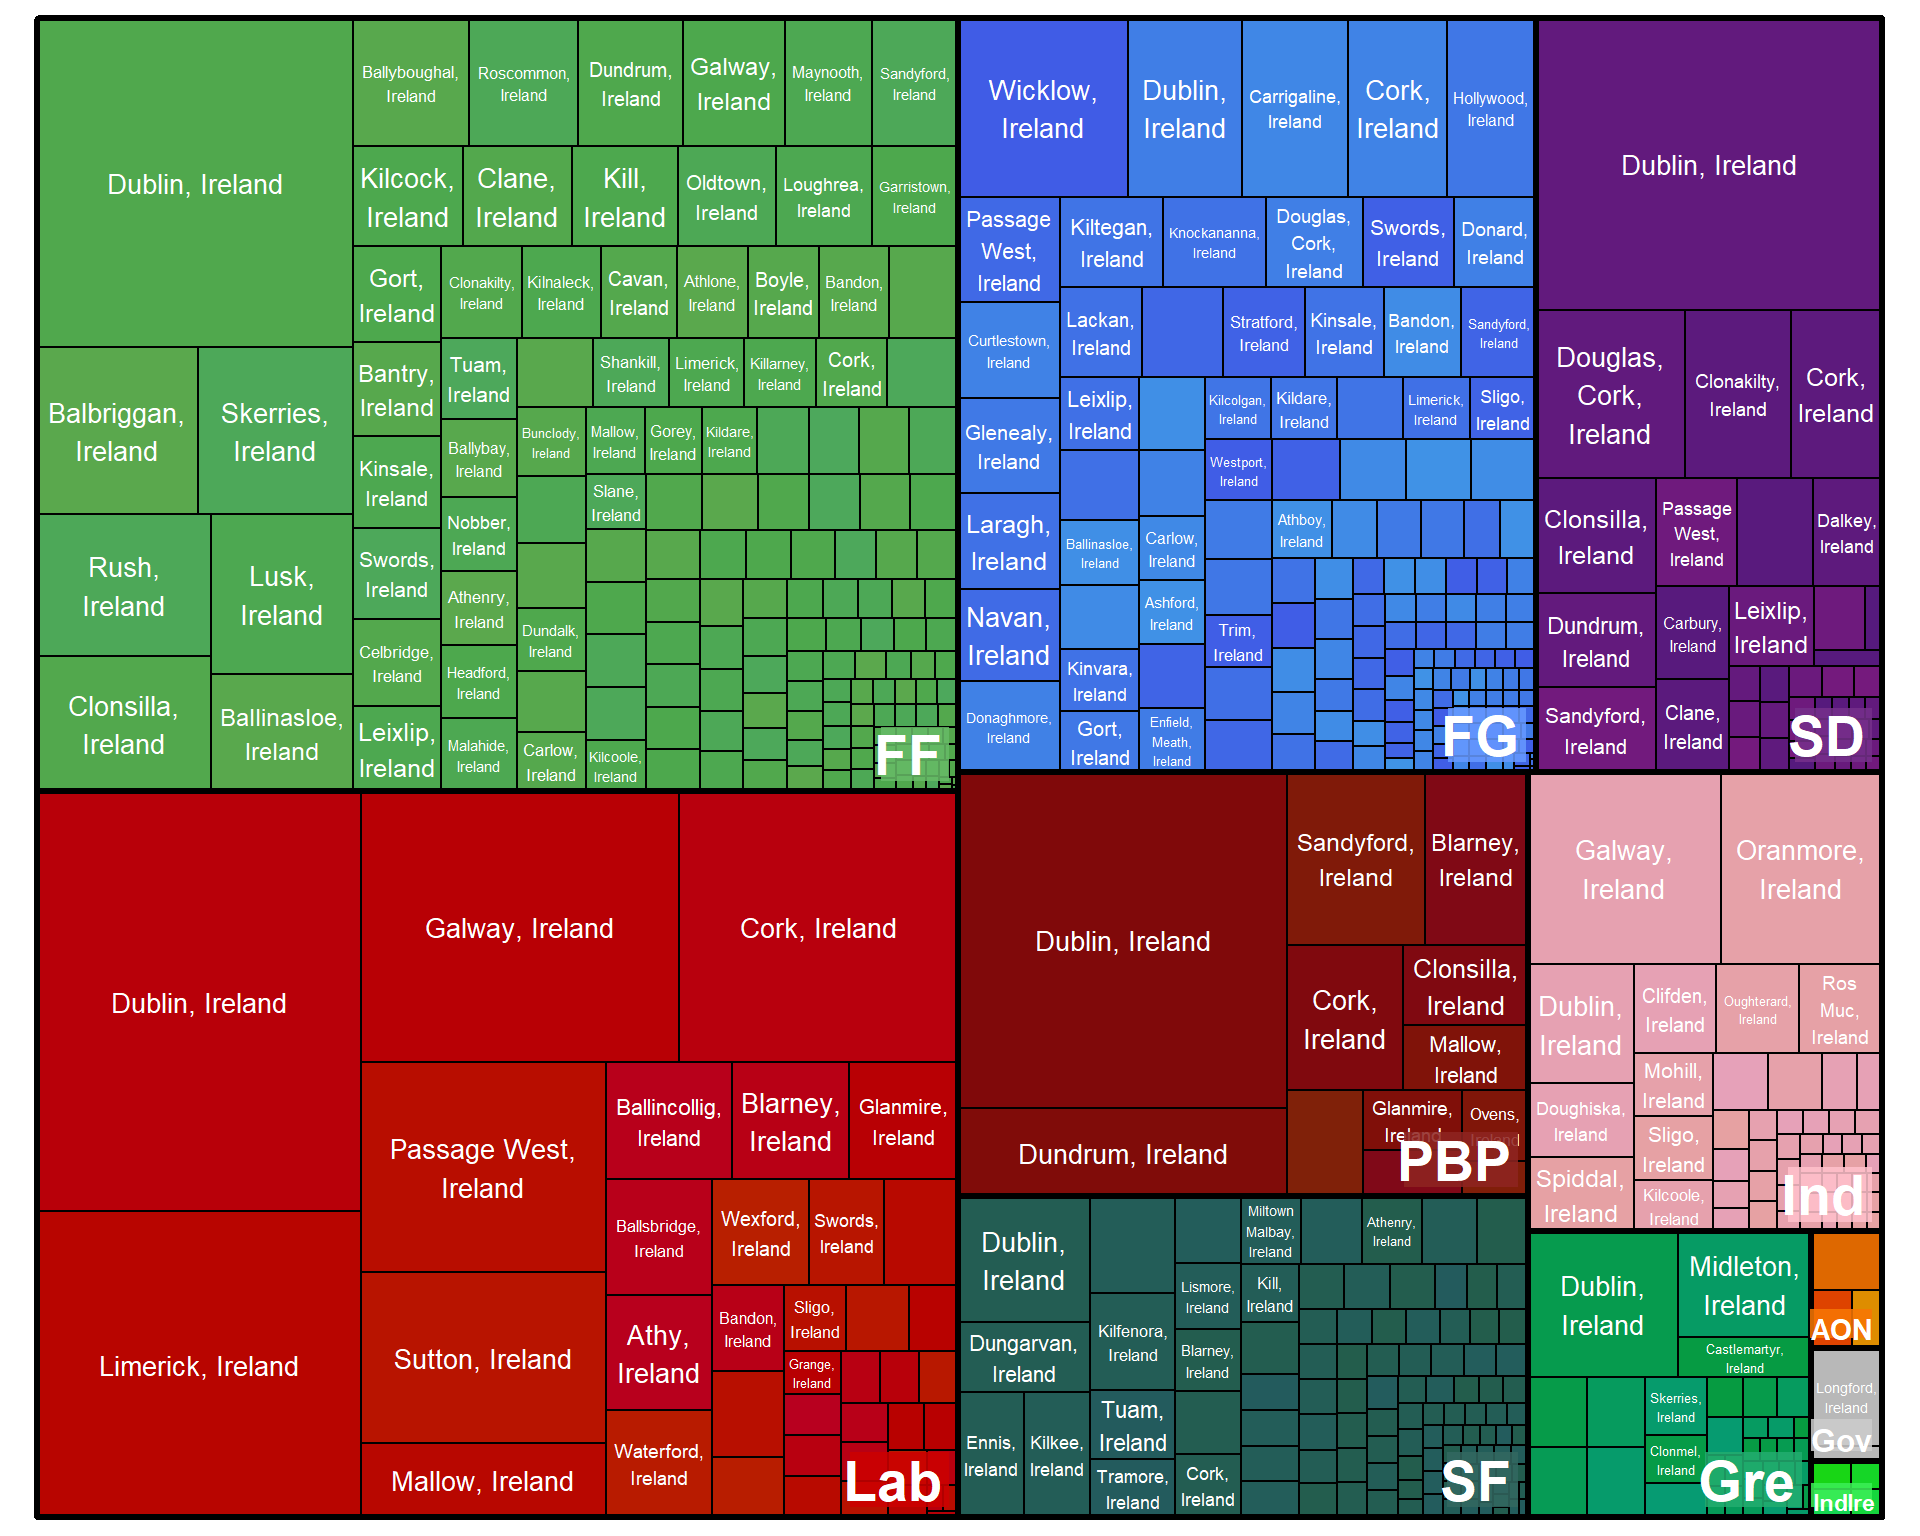 Dublin, Ireland
Ballyboughal,
Ireland
Roscommon,
Ireland
Dundrum,
Ireland
Galway,
Ireland
Maynooth,
Ireland
Sandyford,
Ireland
Kilcock,
Ireland
Clane,
Ireland
Kill,
Ireland
Oldtown,
Ireland
Loughrea,
Ireland
Garristown,
Ireland
Gort,
Ireland
Clonakilty,
Ireland
Kilnaleck,
Ireland
Cavan,
Ireland
Athlone,
Ireland
Boyle,
Ireland
Bandon,
Ireland
Balbriggan,
Ireland
Skerries,
Ireland
Bantry,
Ireland
Tuam,
Ireland
Shankill,
Ireland
Limerick,
Ireland
Killarney,
Ireland
Cork,
Ireland
Kinsale,
Ireland
Ballybay,
Ireland
Bunclody,
Ireland
Mallow,
Ireland
Gorey,
Ireland
Kildare,
Ireland
Slane,
Ireland
Rush,
Ireland
Lusk,
Ireland
Swords,
Ireland
Nobber,
Ireland
Athenry,
Ireland
Dundalk,
Ireland
Clonsilla,
Ireland
Ballinasloe,
Ireland
Celbridge,
Ireland
Headford,
Ireland
Leixlip,
Ireland
Malahide,
Ireland
Carlow,
Ireland
Kilcoole,
Ireland
FF
Wicklow,
Ireland
Dublin,
Ireland
Carrigaline,
Ireland
Cork,
Ireland
Hollywood,
Ireland
Passage
West,
Ireland
Kiltegan,
Ireland
Knockananna,
Ireland
Douglas,
Cork,
Ireland
Swords,
Ireland
Donard,
Ireland
Curtlestown,
Ireland
Lackan,
Ireland
Stratford,
Ireland
Kinsale,
Ireland
Bandon,
Ireland
Sandyford,
Ireland
Glenealy,
Ireland
Leixlip,
Ireland
Kilcolgan,
Ireland
Kildare,
Ireland
Limerick,
Ireland
Sligo,
Ireland
Westport,
Ireland
Laragh,
Ireland
Ballinasloe,
Ireland
Carlow,
Ireland
Athboy,
Ireland
Navan,
Ireland
Ashford,
Ireland
Trim,
Ireland
Kinvara,
Ireland
Donaghmore,
Ireland
Gort,
Ireland
Enfield,
Meath,
Ireland
FG
Dublin, Ireland
Douglas,
Cork,
Ireland
Clonakilty,
Ireland
Cork,
Ireland
Clonsilla,
Ireland
Passage
West,
Ireland
Dalkey,
Ireland
Dundrum,
Ireland
Carbury,
Ireland
Leixlip,
Ireland
Sandyford,
Ireland
Clane,
Ireland
SD
Dublin, Ireland
Galway, Ireland
Cork, Ireland
Limerick, Ireland
Passage West,
Ireland
Ballincollig,
Ireland
Blarney,
Ireland
Glanmire,
Ireland
Ballsbridge,
Ireland
Wexford,
Ireland
Swords,
Ireland
Sutton, Ireland
Athy,
Ireland
Bandon,
Ireland
Sligo,
Ireland
Grange,
Ireland
Mallow, Ireland
Waterford,
Ireland
Lab
Dublin, Ireland
Sandyford,
Ireland
Blarney,
Ireland
Cork,
Ireland
Clonsilla,
Ireland
Mallow,
Ireland
Dundrum, Ireland
Glanmire,
Ireland
Ovens,
Ireland
PBP
Galway,
Ireland
Oranmore,
Ireland
Dublin,
Ireland
Clifden,
Ireland
Oughterard,
Ireland
Ros
Muc,
Ireland
Mohill,
Ireland
Doughiska,
Ireland
Sligo,
Ireland
Spiddal,
Ireland
Kilcoole,
Ireland
Ind
Dublin,
Ireland
Miltown
Malbay,
Ireland
Athenry,
Ireland
Lismore,
Ireland
Kill,
Ireland
Dungarvan,
Ireland
Kilfenora,
Ireland
Blarney,
Ireland
Ennis,
Ireland
Kilkee,
Ireland
Tuam,
Ireland
Tramore,
Ireland
Cork,
Ireland
SF
Dublin,
Ireland
Midleton,
Ireland
Castlemartyr,
Ireland
Skerries,
Ireland
Clonmel,
Ireland
Gre
AON
Longford,
Ireland
Gov
IndIre